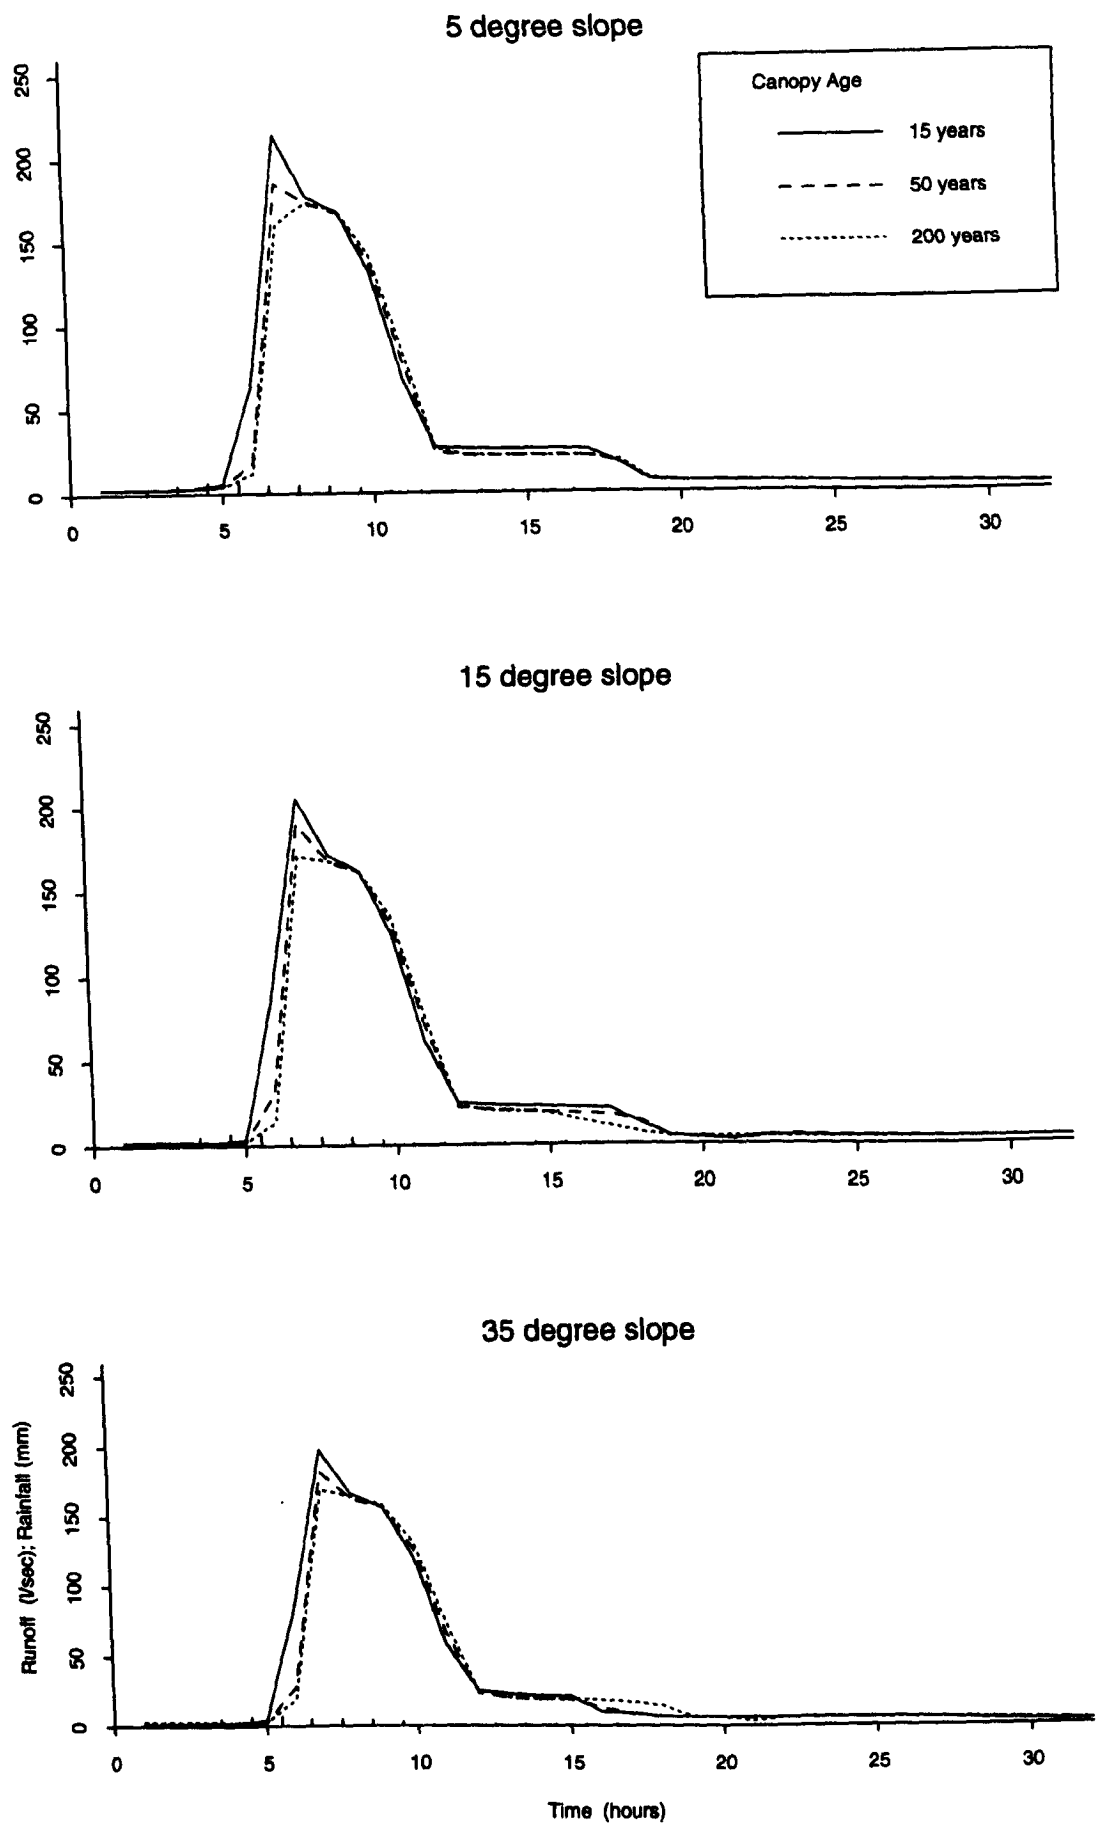 5 degree slope
Canopy Age
15 years
50 years
200 years
250
200
150
100
50
0
0 5 10 15 20 25 30
15 degree slope
250
200
150
100
50
0
0 5 10 15 20 25 30
35 degree slope
250
200
150
100
50
0
Runoff (l/sec); Rainfall (mm)
0 5 10 15 20 25 30
Time (hours)